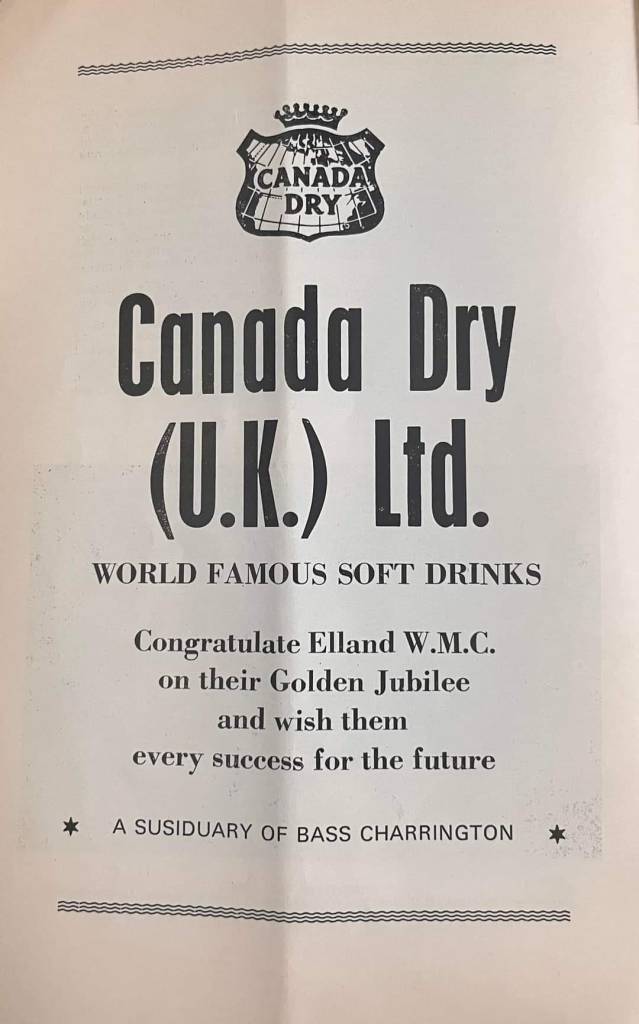 CANADA
DRY
Canada Dry
(U.K.) Ltd.
WORLD FAMOUS SOFT DRINKS
Congratulate Elland W.M.C.
on their Golden Jubilee
and wish them
every success for the future
A SUSIDUARY OF BASS CHARRINGTON